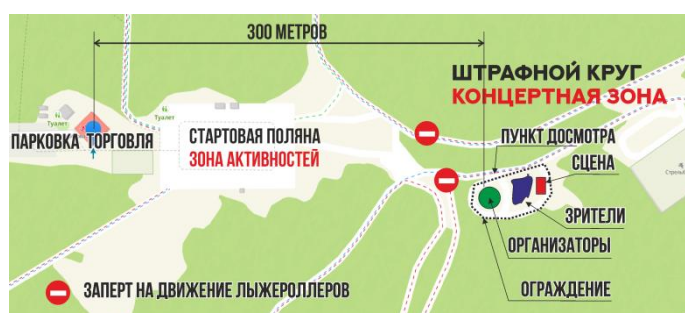 300 МЕТРОВ
ШТРАФНОЙ КРУГ
КОНЦЕРТНАЯ ЗОНА
Туалет
Туалет
ПАРКОВКА ТОРГОВЛЯ
СТАРТОВАЯ ПОЛЯНА
ЗОНА АКТИВНОСТЕЙ
ПУНКТ ДОСМОТРА
СЦЕНА
ЗРИТЕЛИ
ОРГАНИЗАТОРЫ
ОГРАЖДЕНИЕ
ЗАПЕРТ НА ДВИЖЕНИЕ ЛЫЖЕРОЛЛЕРОВ